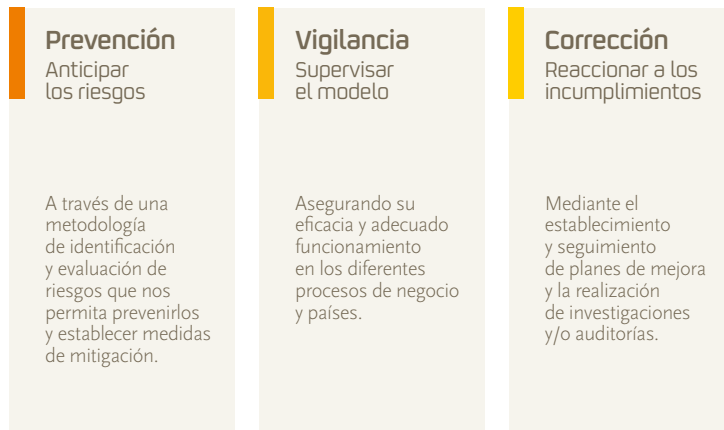 Prevención
Anticipar
los riesgos
A través de una
metodología
de identificación
y evaluación de
riesgos que nos
permita prevenirlos
y establecer medidas
de mitigación.
Vigilancia
Supervisar
el modelo
Asegurando su
eficacia y adecuado
funcionamiento
en los diferentes
procesos de negocio
y países.
Corrección
Reaccionar a los
incumplimientos
Mediante el
establecimiento
y seguimiento
de planes de mejora
y la realización
de investigaciones
y/o auditorías.